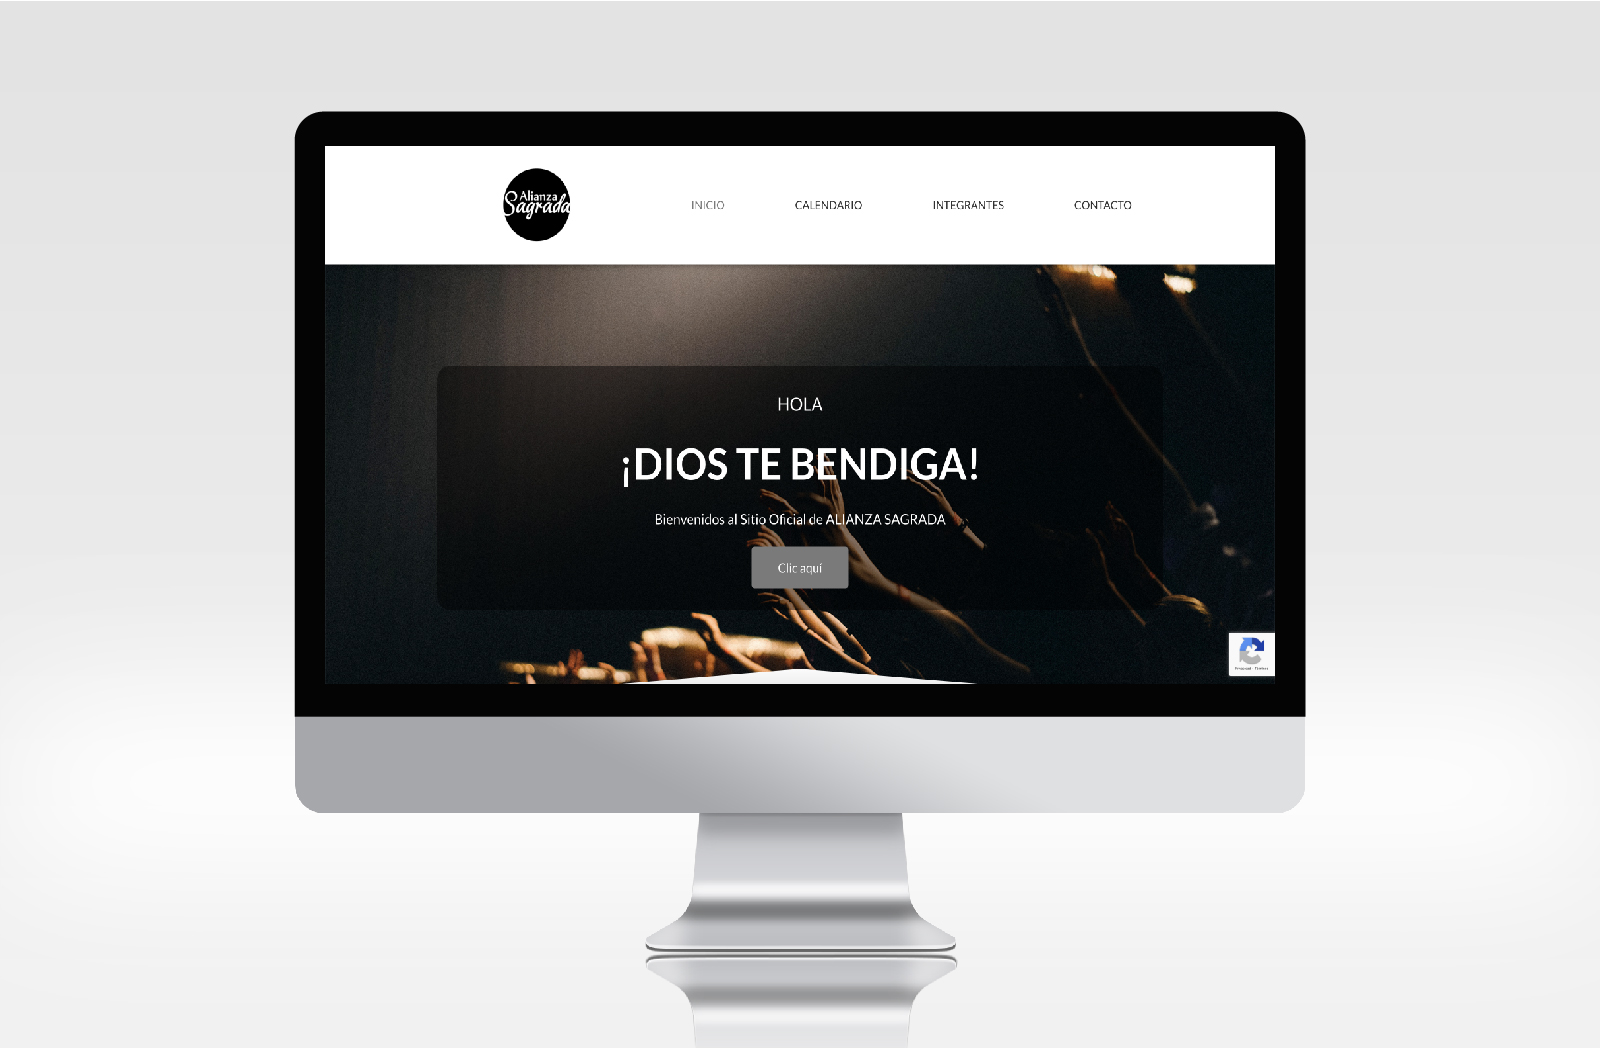 Alianza
Sagrada
INICIO
CALENDARIO
INTEGRANTES
CONTACTO
HOLA
¡DIOS TE BENDIGA!
Bienvenidos al Sitio Oficial de ALIANZA SAGRADA
Clic aquí